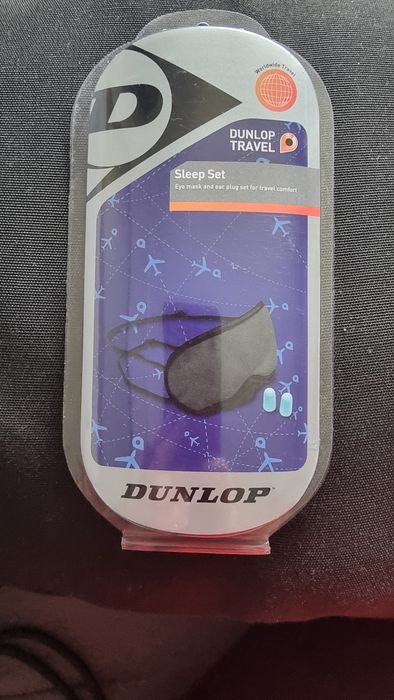 Worldwide Travel
DUNLOP
TRAVEL
Sleep Set
Eye mask and ear plug set for travel comfort
DUNLOP